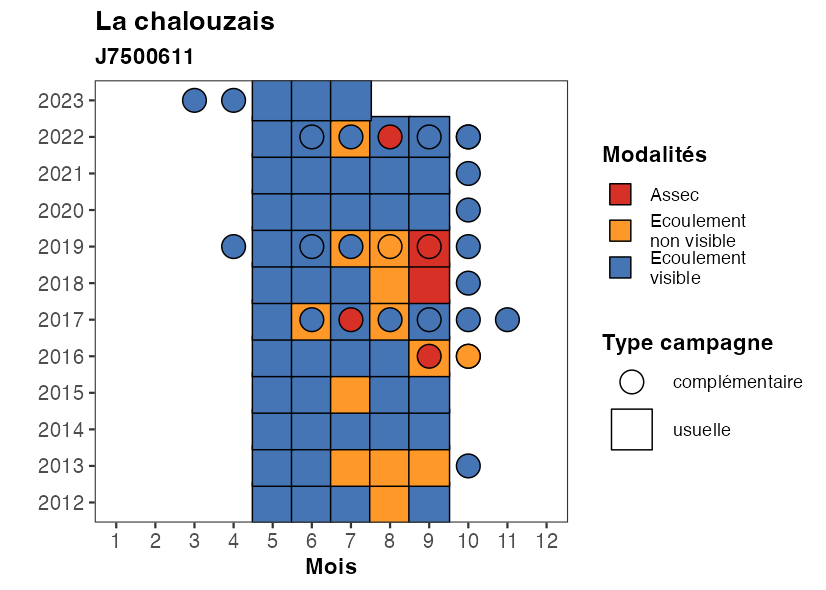 La chalouzais
J7500611
2023
2022
2021
2020
2019
2018
2017
2016
2015
2014
2013
2012
1 2 3 4 5 6 7 8 9 10 11 12
Mois
Modalités
Assec
Ecoulement
non visible
Ecoulement
visible
Type campagne
complémentaire
usuelle